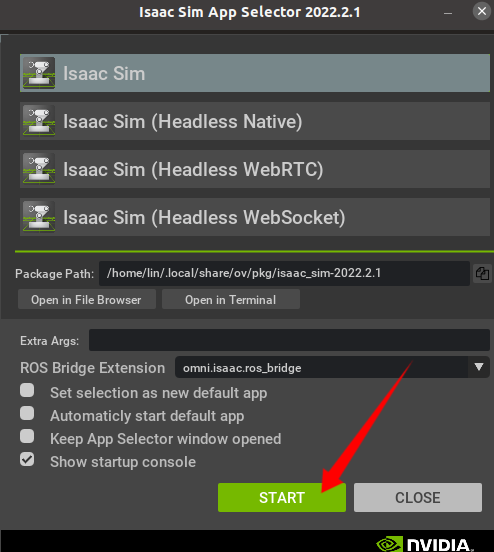 Isaac Sim App Selector 2022.2.1
Isaac Sim
Isaac Sim (Headless Native)
Isaac Sim (Headless WebRTC)
Isaac Sim (Headless WebSocket)
Package Path: /home/lin/.local/share/ov/pkg/isaac_sim-2022.2.1
Open in File Browser Open in Terminal
Extra Args:
ROS Bridge Extension omni.isaac.ros_bridge
Set selection as new default app
Automaticly start default app
Keep App Selector window opened
Show startup console
START CLOSE
NVIDIA.